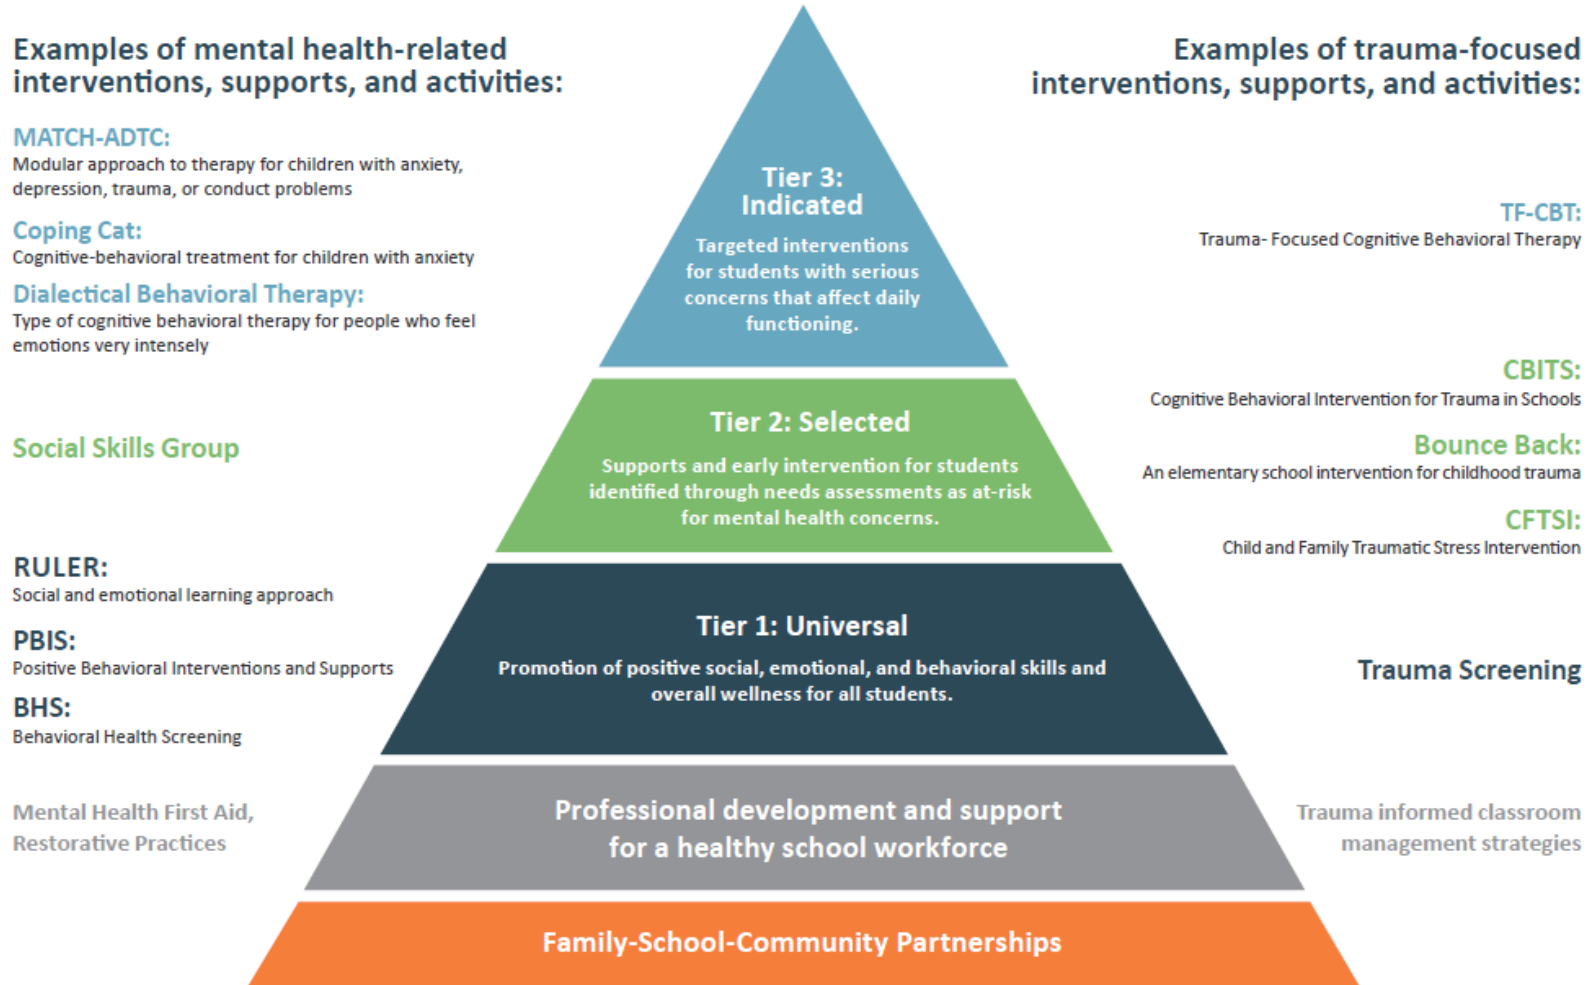 Examples of mental health-related
interventions, supports, and activities:
MATCH-ADTC:
Modular approach to therapy for children with anxiety,
depression, trauma, or conduct problems
Coping Cat:
Cognitive-behavioral treatment for children with anxiety
Dialectical Behavioral Therapy:
Type of cognitive behavioral therapy for people who feel
emotions very intensely
Social Skills Group
RULER:
Social and emotional learning approach
PBIS:
Positive Behavioral Interventions and Supports
BHS:
Behavioral Health Screening
Mental Health First Aid,
Restorative Practices
Tier 3:
Indicated
Targeted interventions
for students with serious
concerns that affect daily
functioning.
Tier 2: Selected
Supports and early intervention for students
identified through needs assessments as at-risk
for mental health concerns.
Tier 1: Universal
Promotion of positive social, emotional, and behavioral skills and
overall wellness for all students.
Professional development and support
for a healthy school workforce
Family-School-Community Partnerships
Examples of trauma-focused
interventions, supports, and activities:
TF-CBT:
Trauma- Focused Cognitive Behavioral Therapy
CBITS:
Cognitive Behavioral Intervention for Trauma in Schools
Bounce Back:
An elementary school intervention for childhood trauma
CFTSI:
Child and Family Traumatic Stress Intervention
Trauma Screening
Trauma informed classroom
management strategies